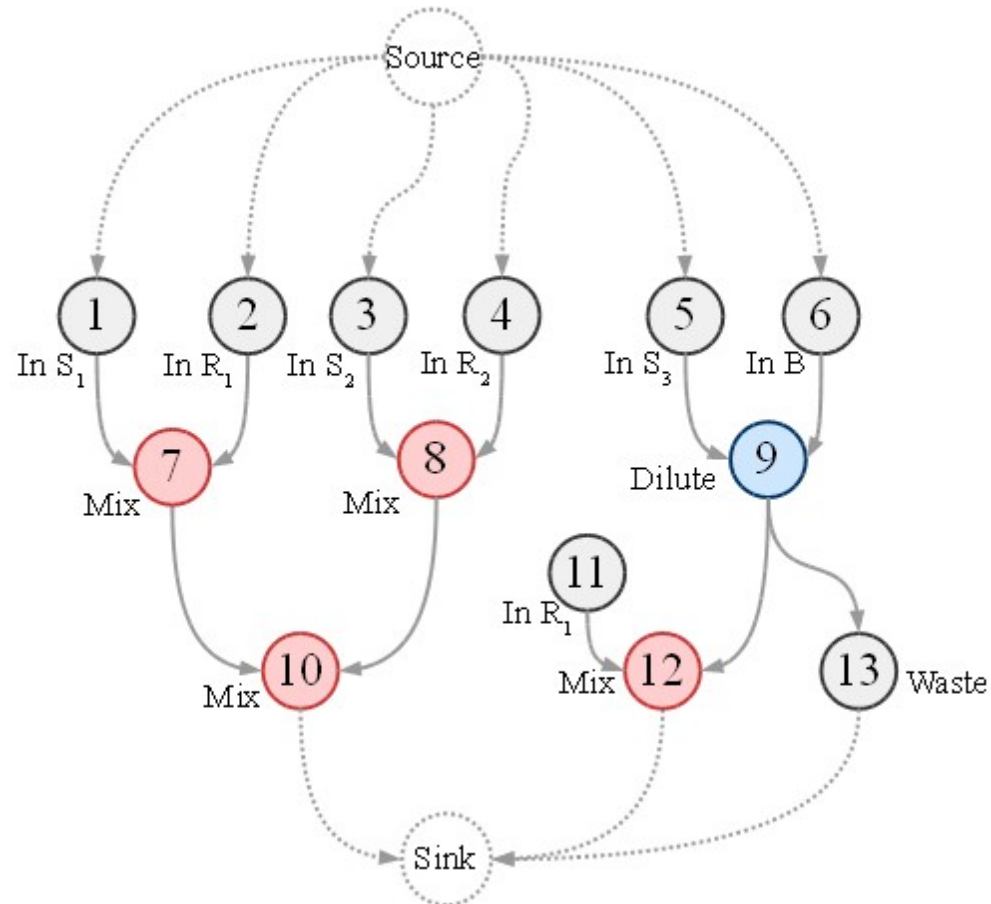 Source
1
2
3
4
5
6
In S₁
In R₁
In S₂
In R₂
In S₃
In B
7
8
9
Mix
Mix
Dilute
11
In R₁
10
12
13
Mix
Mix
Waste
Sink